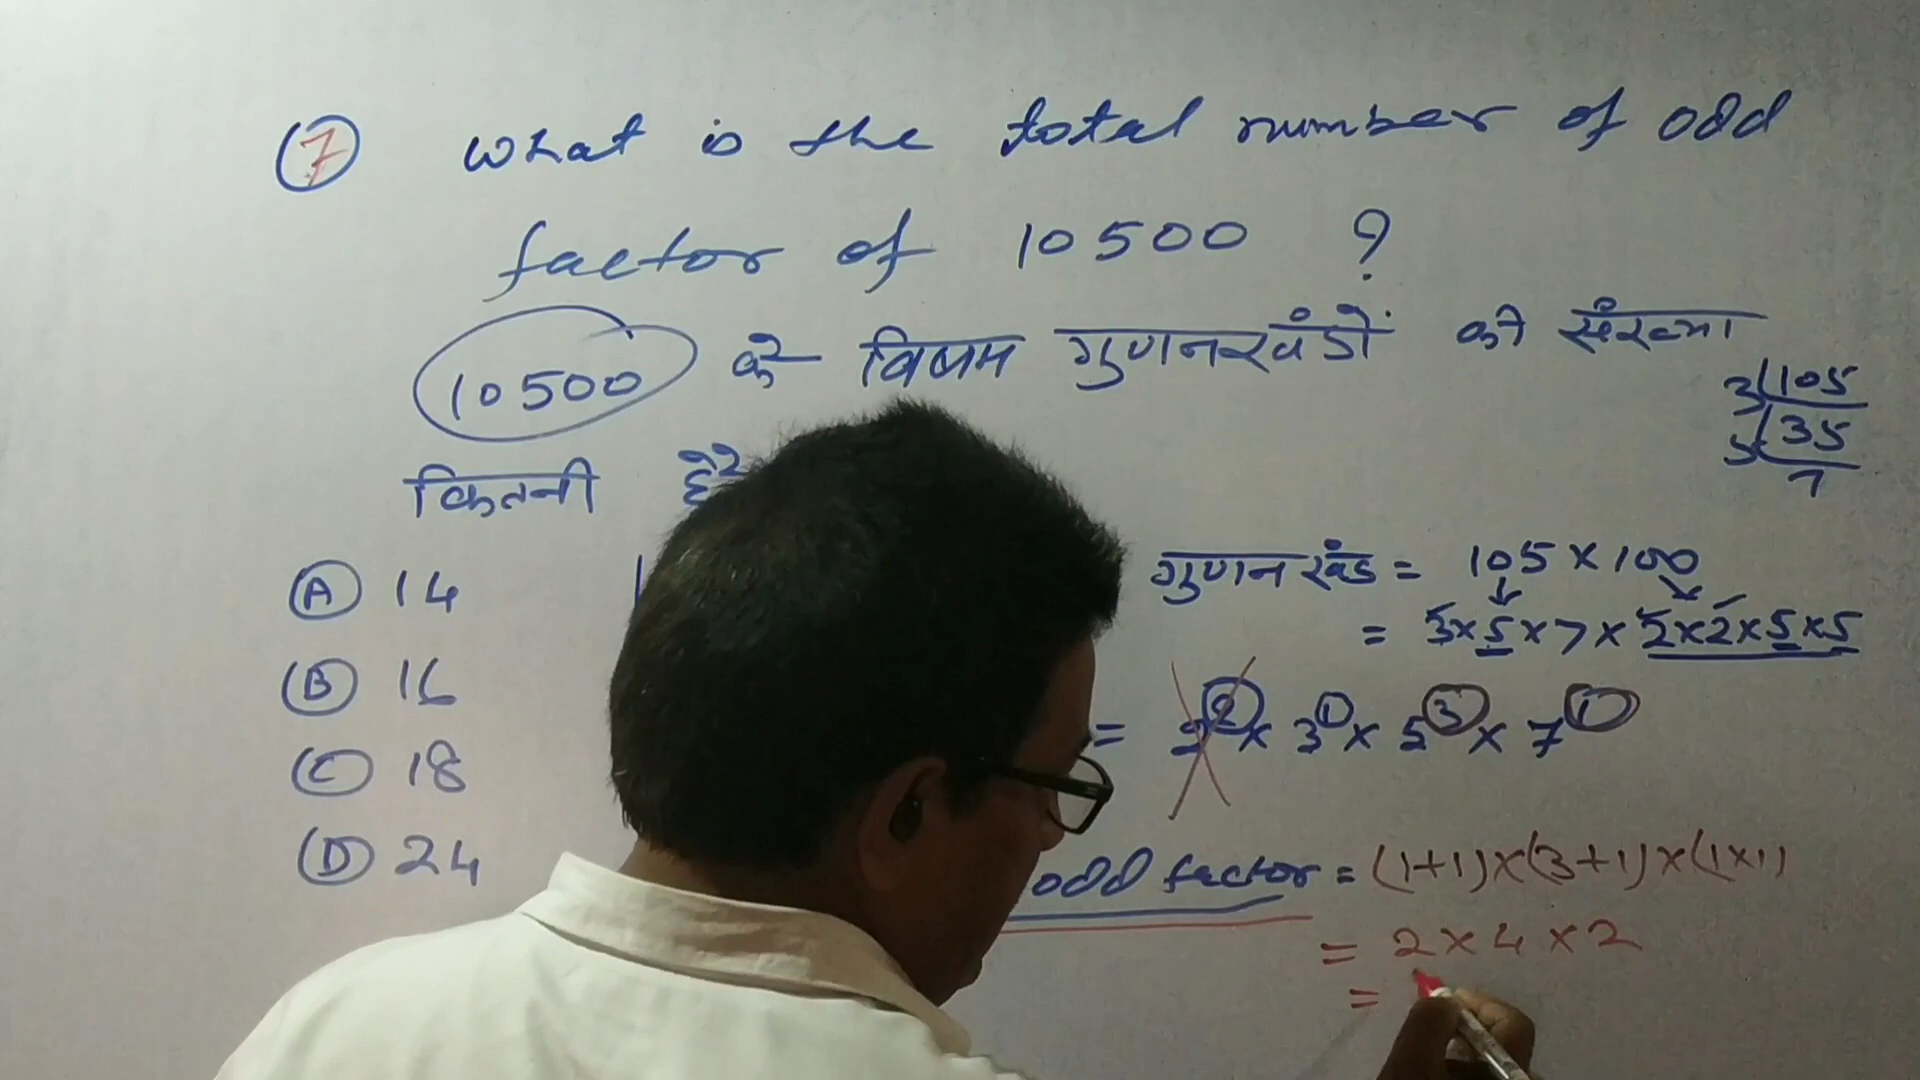 7 What is the total number of odd
factor of 10500 ?
10500 के विषम गुणनखंडों की संख्या
कितनी है?
3 105
5 35
7
A 14
B 16
C 18
D 24
गुणनखंड = 105 × 100
= 3 × 5 × 7 × 2 × 2 × 5 × 5
= 2² × 3¹ × 5³ × 7¹
odd factor = (1+1) × (3+1) × (1×1)
= 2 × 4 × 2
=